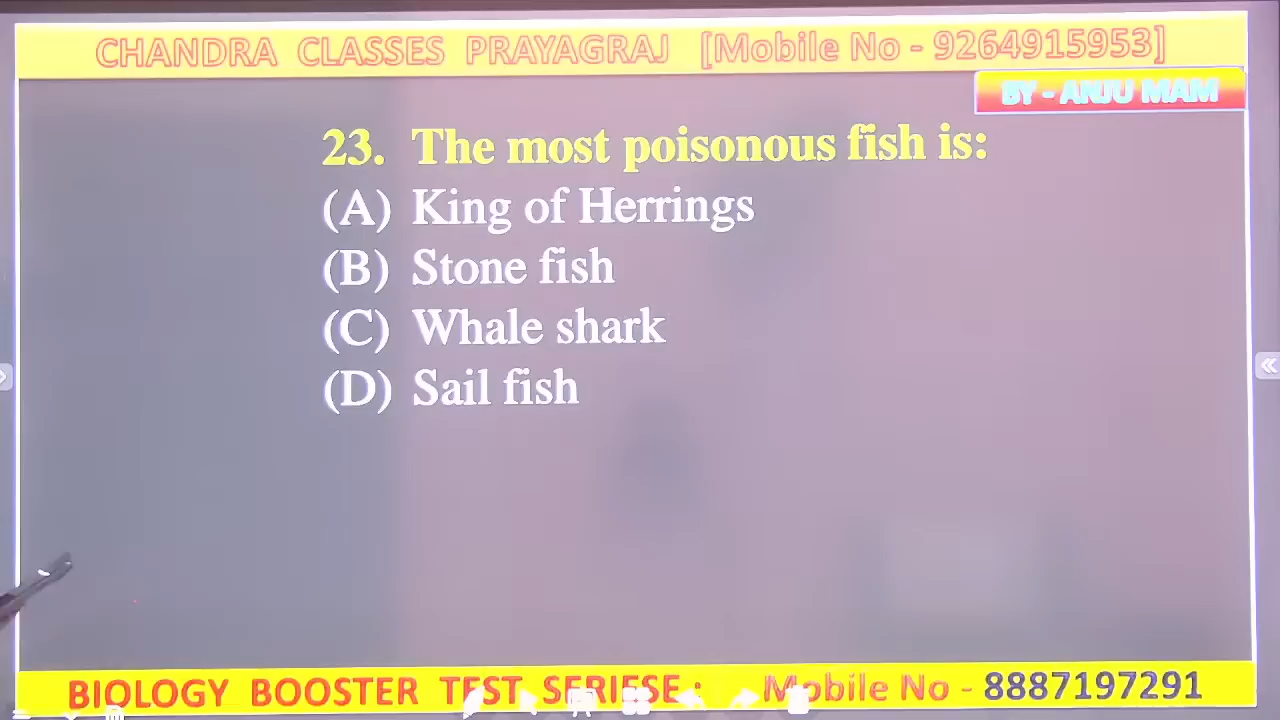 CHANDRA CLASSES PRAYAGRAJ [Mobile No - 9264915953]
BY - ANJU MAM
23. The most poisonous fish is:
(A) King of Herrings
(B) Stone fish
(C) Whale shark
(D) Sail fish
BIOLOGY BOOSTER TEST SERIESE : Mobile No - 8887197291